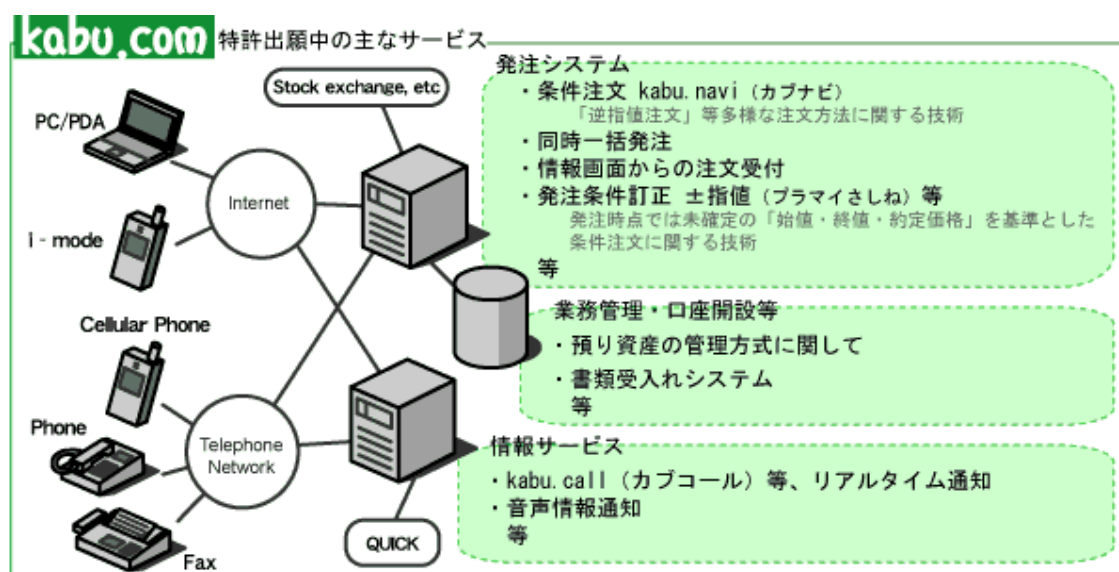 kabu.com 特許出願中の主なサービス
Stock exchange, etc
PC/PDA
Internet
i-mode
Cellular Phone
Phone
Telephone
Network
Fax
QUICK
発注システム
・条件注文 kabu.navi（カブナビ）
「逆指値注文」等多様な注文方法に関する技術
・同時一括発注
・情報画面からの注文受付
・発注条件訂正 ±指値（プラマイさしね）等
発注時点では未確定の「始値・終値・約定価格」を基準とした
条件注文に関する技術
等
業務管理・口座開設等
・預り資産の管理方式に関して
・書類受入れシステム
等
情報サービス
・kabu.call（カブコール）等、リアルタイム通知
・音声情報通知
等